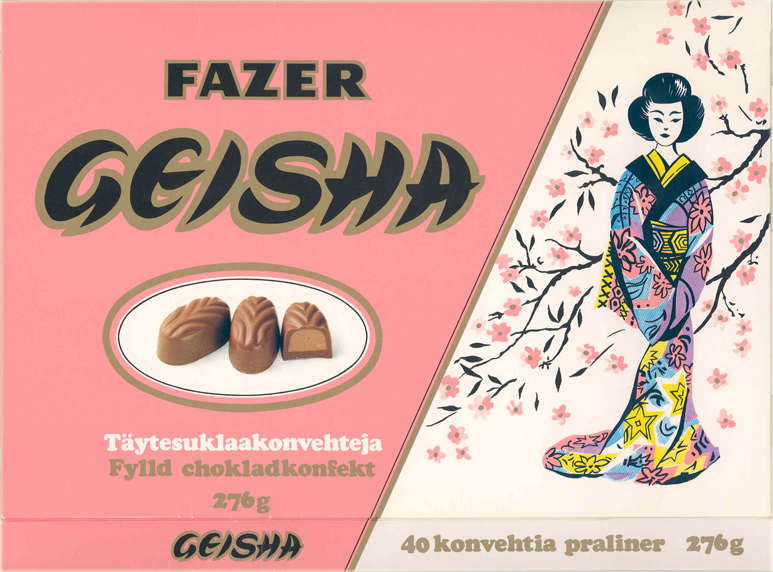 FAZER
GEISHA
Täytesuklaakonvehteja
Fylld chokladkonfekt
276g
GEISHA
40 konvehtia praliner 276g